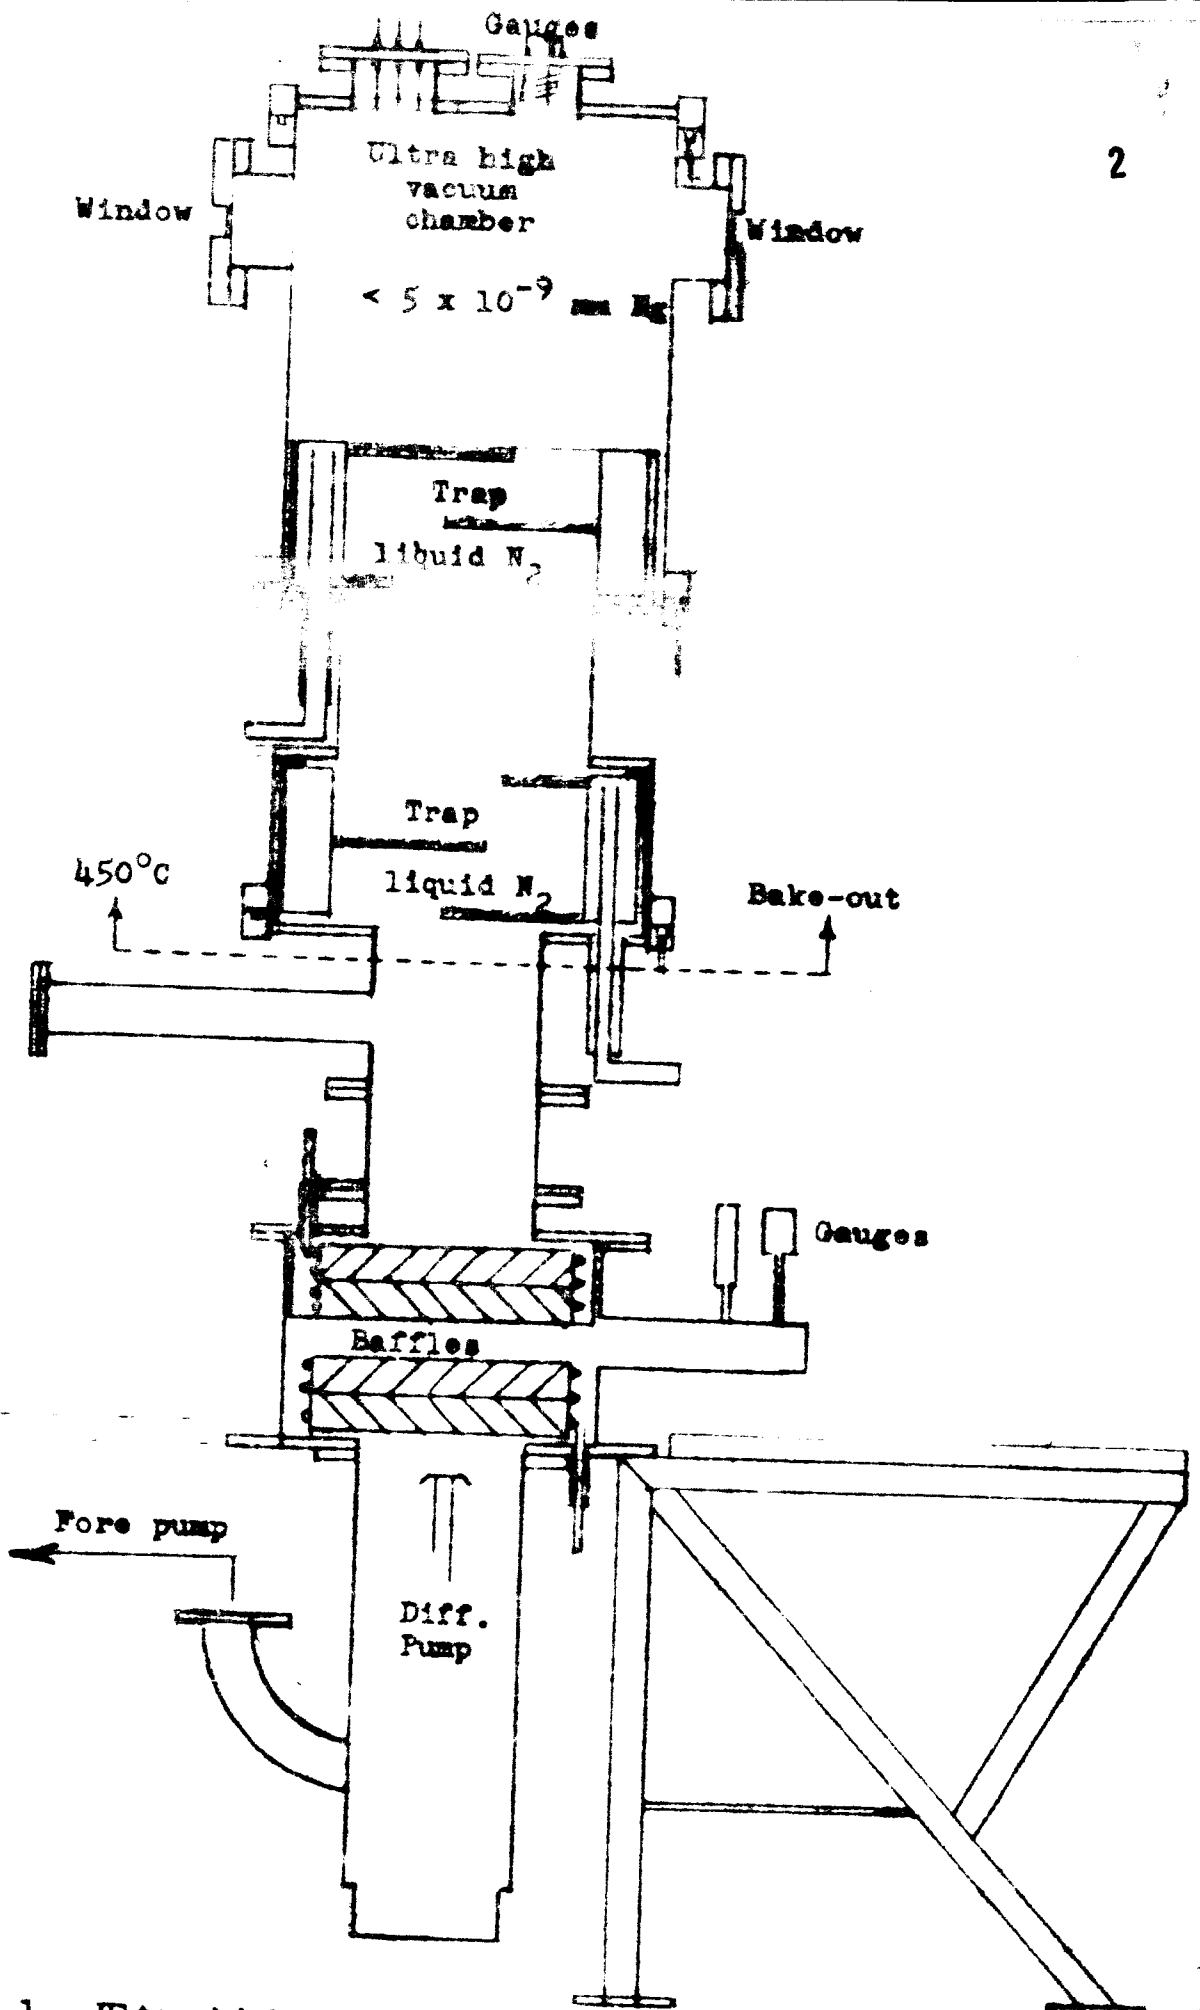 Gauges
2
Ultra high
vacuum
chamber
Window
Window
< 5 x 10⁻⁹ mm Hg
Trap
liquid N₂
Trap
liquid N₂
450°C
Bake-out
Gauges
Baffles
Fore pump
Diff.
Pump
1.